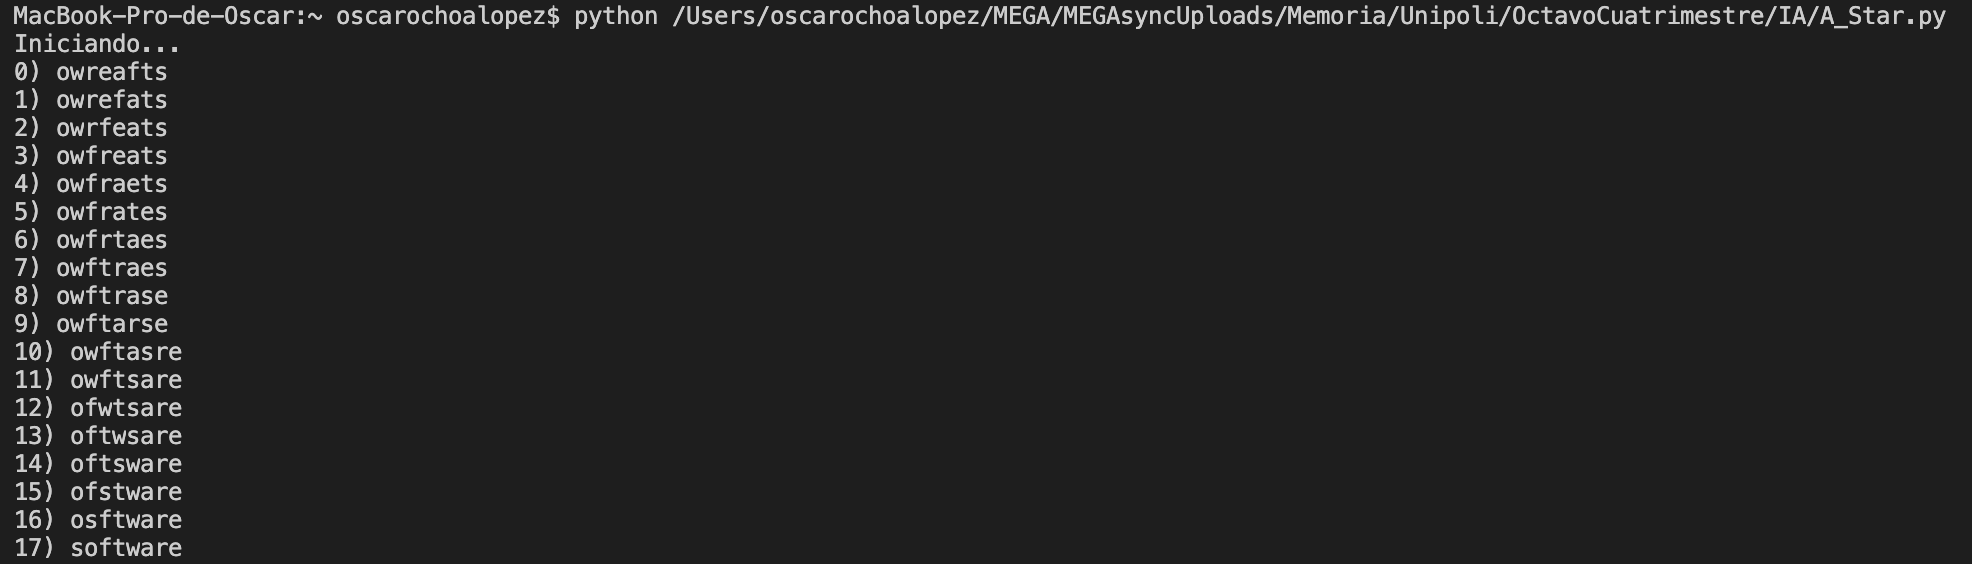 MacBook-Pro-de-Oscar:~ oscarochoalopez$ python /Users/oscarochoalopez/MEGA/MEGAsyncUploads/Memoria/Unipoli/OctavoCuatrimestre/IA/A_Star.py
Iniciando...
0) owreafts
1) owrefats
2) owrfeats
3) owfreats
4) owfraets
5) owfrates
6) owfrtaes
7) owftraes
8) owftrase
9) owftarse
10) owftasre
11) owftsare
12) ofwtsare
13) oftwsare
14) oftsware
15) ofstware
16) osftware
17) software